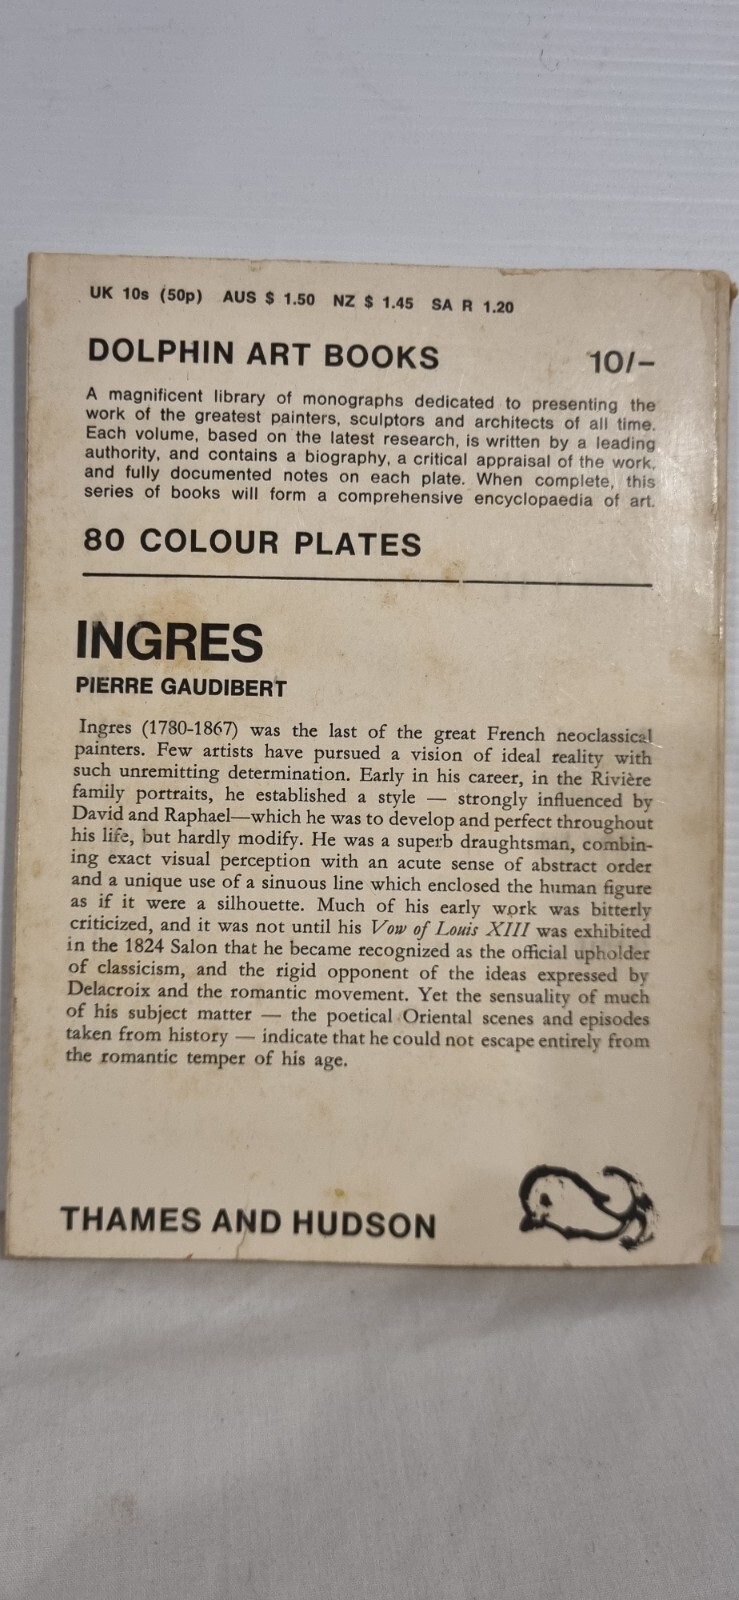 UK 10s (50p) AUS $ 1.50 NZ $ 1.45 SA R 1.20
DOLPHIN ART BOOKS 10/–
A magnificent library of monographs dedicated to presenting the
work of the greatest painters, sculptors and architects of all time.
Each volume, based on the latest research, is written by a leading
authority, and contains a biography, a critical appraisal of the work,
and fully documented notes on each plate. When complete, this
series of books will form a comprehensive encyclopaedia of art.
80 COLOUR PLATES
INGRES
PIERRE GAUDIBERT
Ingres (1780-1867) was the last of the great French neoclassical
painters. Few artists have pursued a vision of ideal reality with
such unremitting determination. Early in his career, in the Rivière
family portraits, he established a style — strongly influenced by
David and Raphael—which he was to develop and perfect throughout
his life, but hardly modify. He was a superb draughtsman, combin-
ing exact visual perception with an acute sense of abstract order
and a unique use of a sinuous line which enclosed the human figure
as if it were a silhouette. Much of his early work was bitterly
criticized, and it was not until his Vow of Louis XIII was exhibited
in the 1824 Salon that he became recognized as the official upholder
of classicism, and the rigid opponent of the ideas expressed by
Delacroix and the romantic movement. Yet the sensuality of much
of his subject matter — the poetical Oriental scenes and episodes
taken from history — indicate that he could not escape entirely from
the romantic temper of his age.
THAMES AND HUDSON